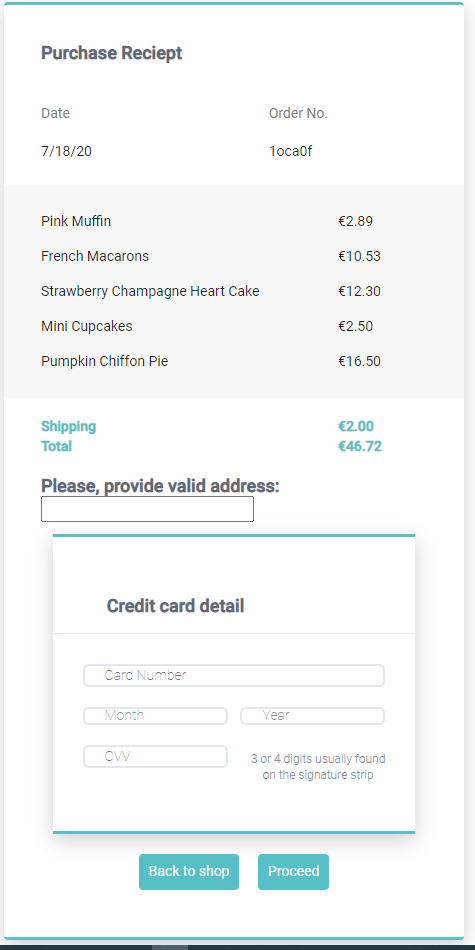 Purchase Reciept
Date Order No.
7/18/20 1oca0f
Pink Muffin €2.89
French Macarons €10.53
Strawberry Champagne Heart Cake €12.30
Mini Cupcakes €2.50
Pumpkin Chiffon Pie €16.50
Shipping €2.00
Total €46.72
Please, provide valid address:
Credit card detail
Card Number
Month Year
CVV 3 or 4 digits usually found
on the signature strip
Back to shop Proceed